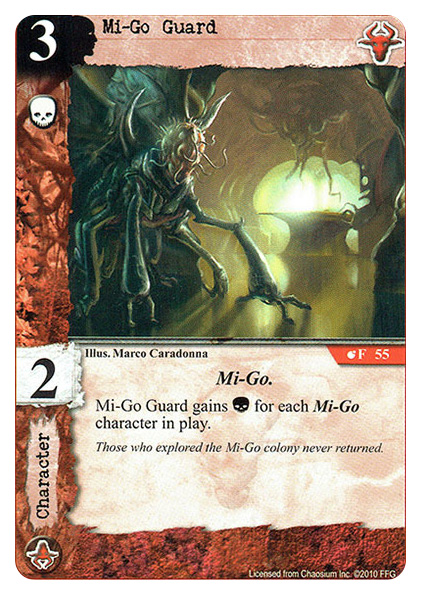 3
Mi-Go Guard
Illus. Marco Caradonna
F 55
2
Mi-Go.
Mi-Go Guard gains for each Mi-Go
character in play.
Those who explored the Mi-Go colony never returned.
Character
Licensed from Chaosium Inc. ©2010 FFG